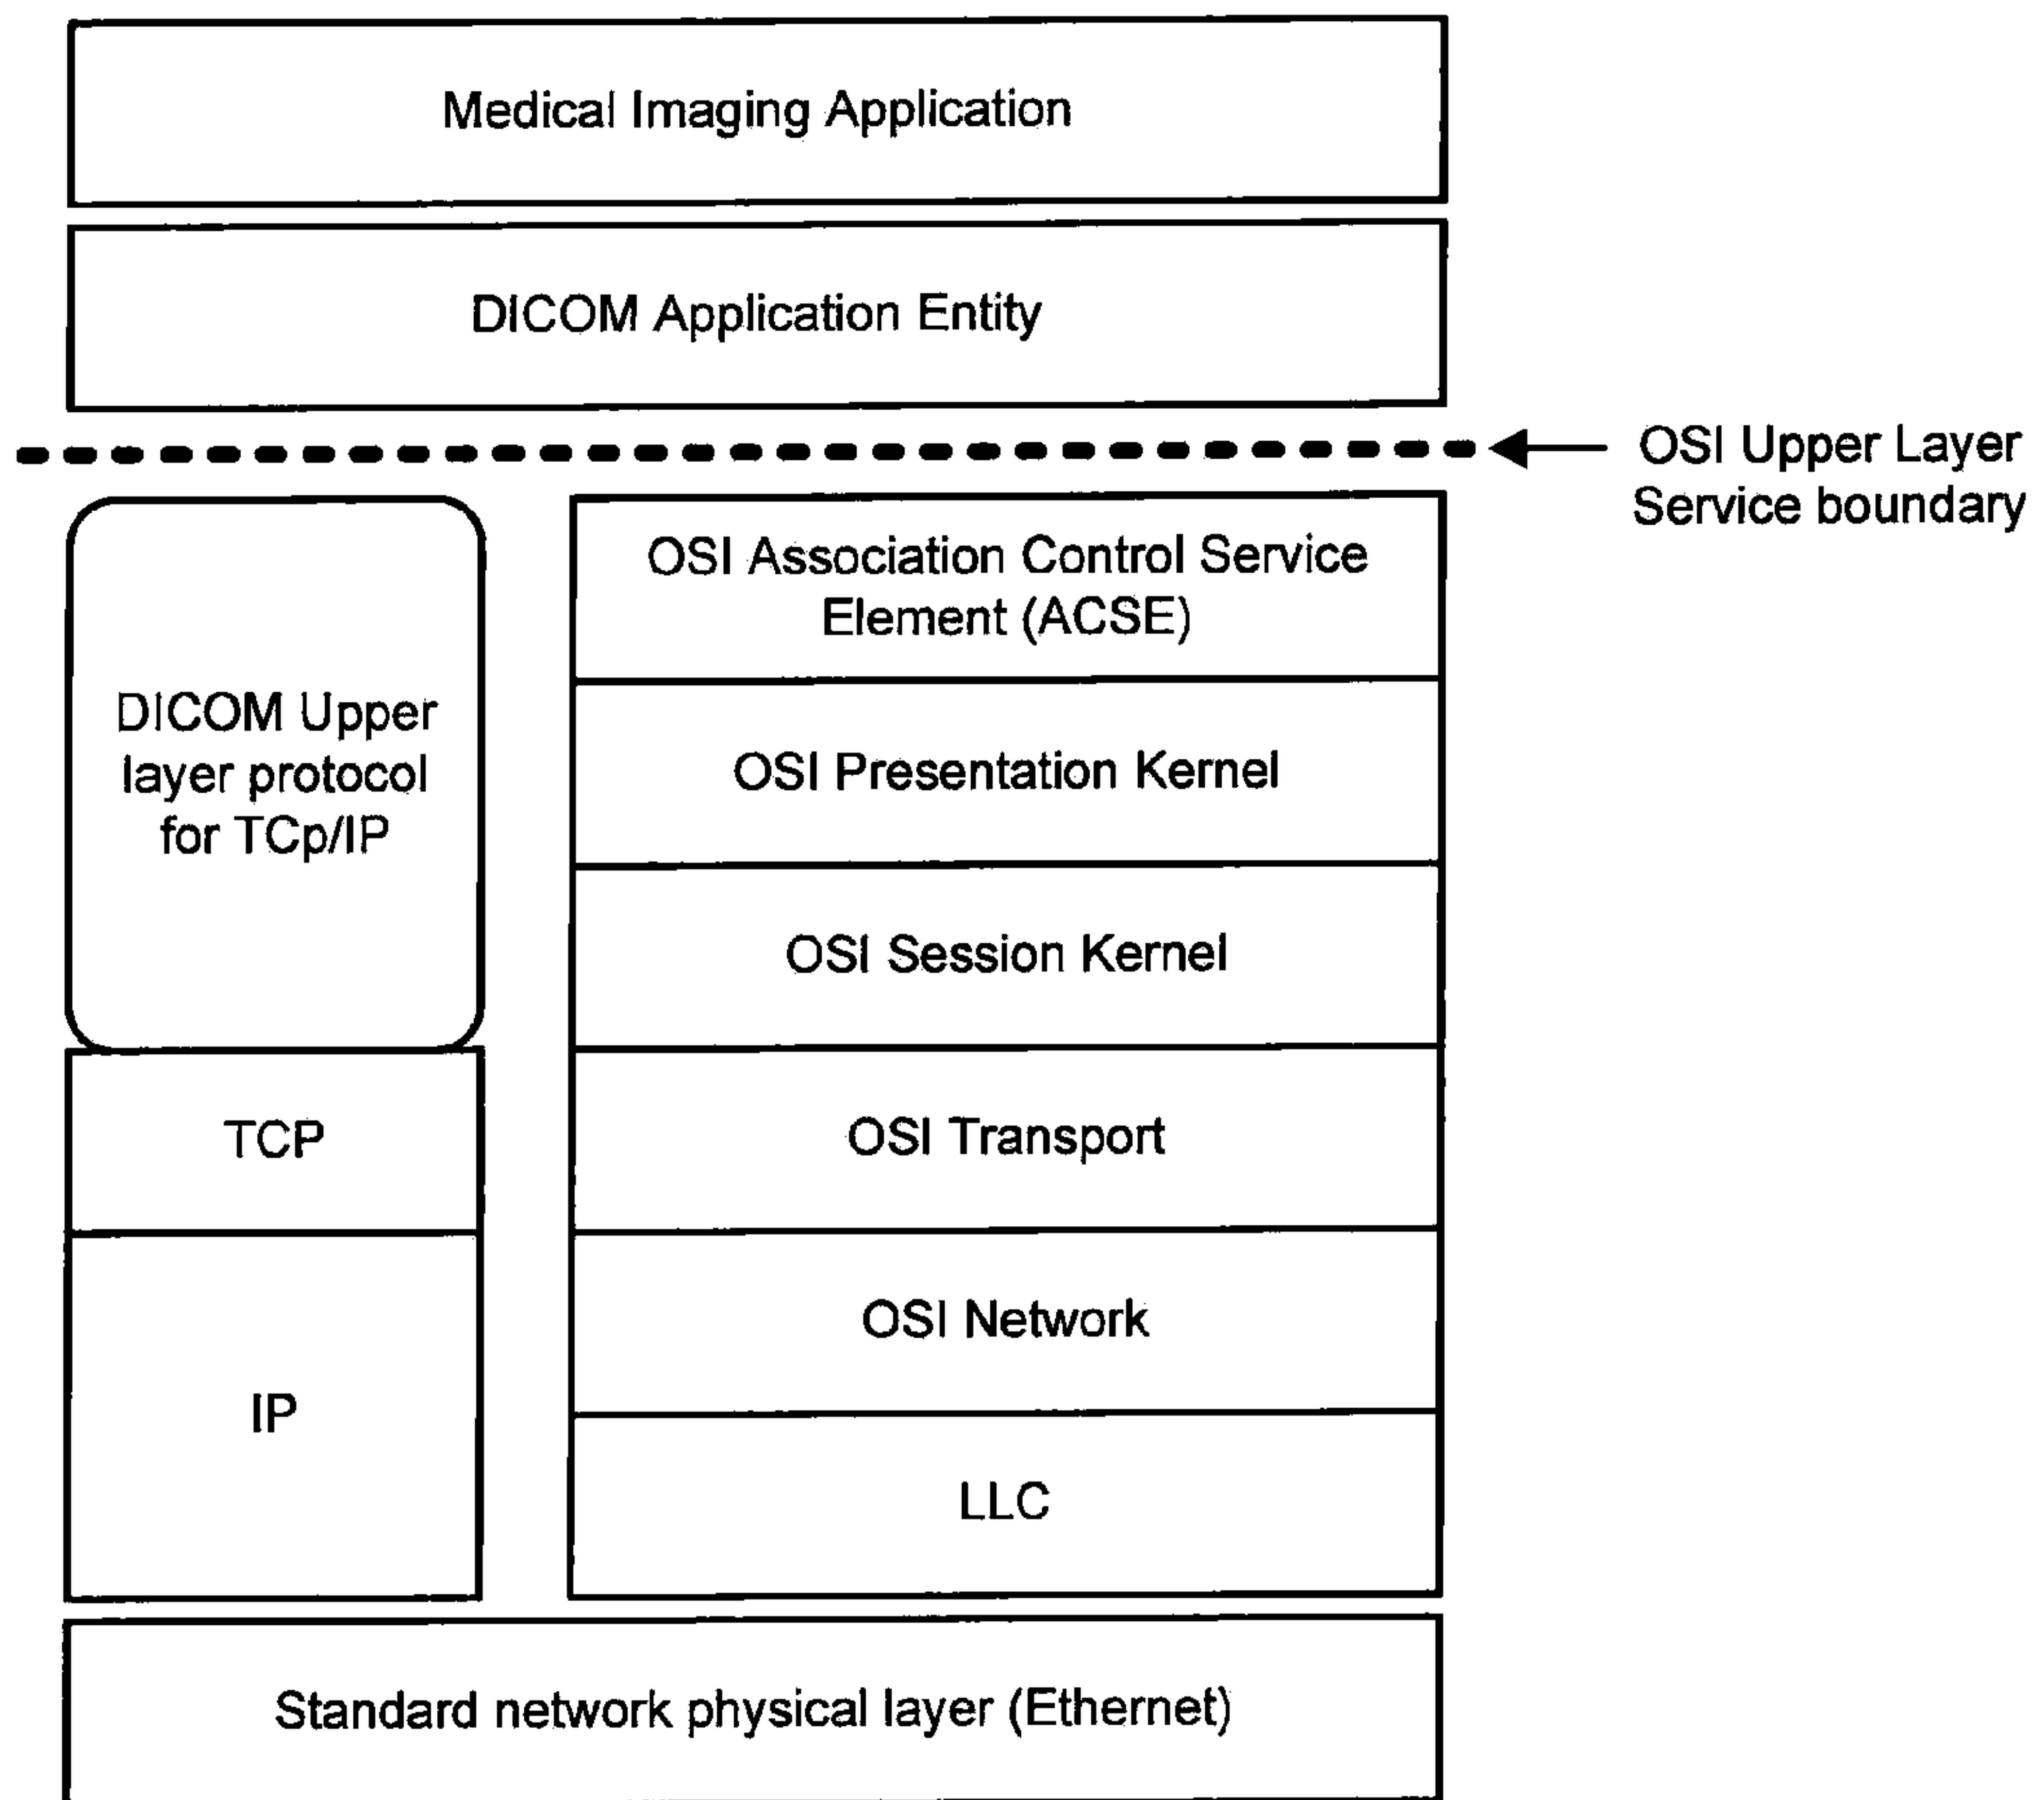 Medical Imaging Application
DICOM Application Entity
OSI Upper Layer
Service boundary
OSI Association Control Service
Element (ACSE)
DICOM Upper
layer protocol
for TCp/IP
OSI Presentation Kernel
OSI Session Kernel
TCP
OSI Transport
IP
OSI Network
LLC
Standard network physical layer (Ethernet)